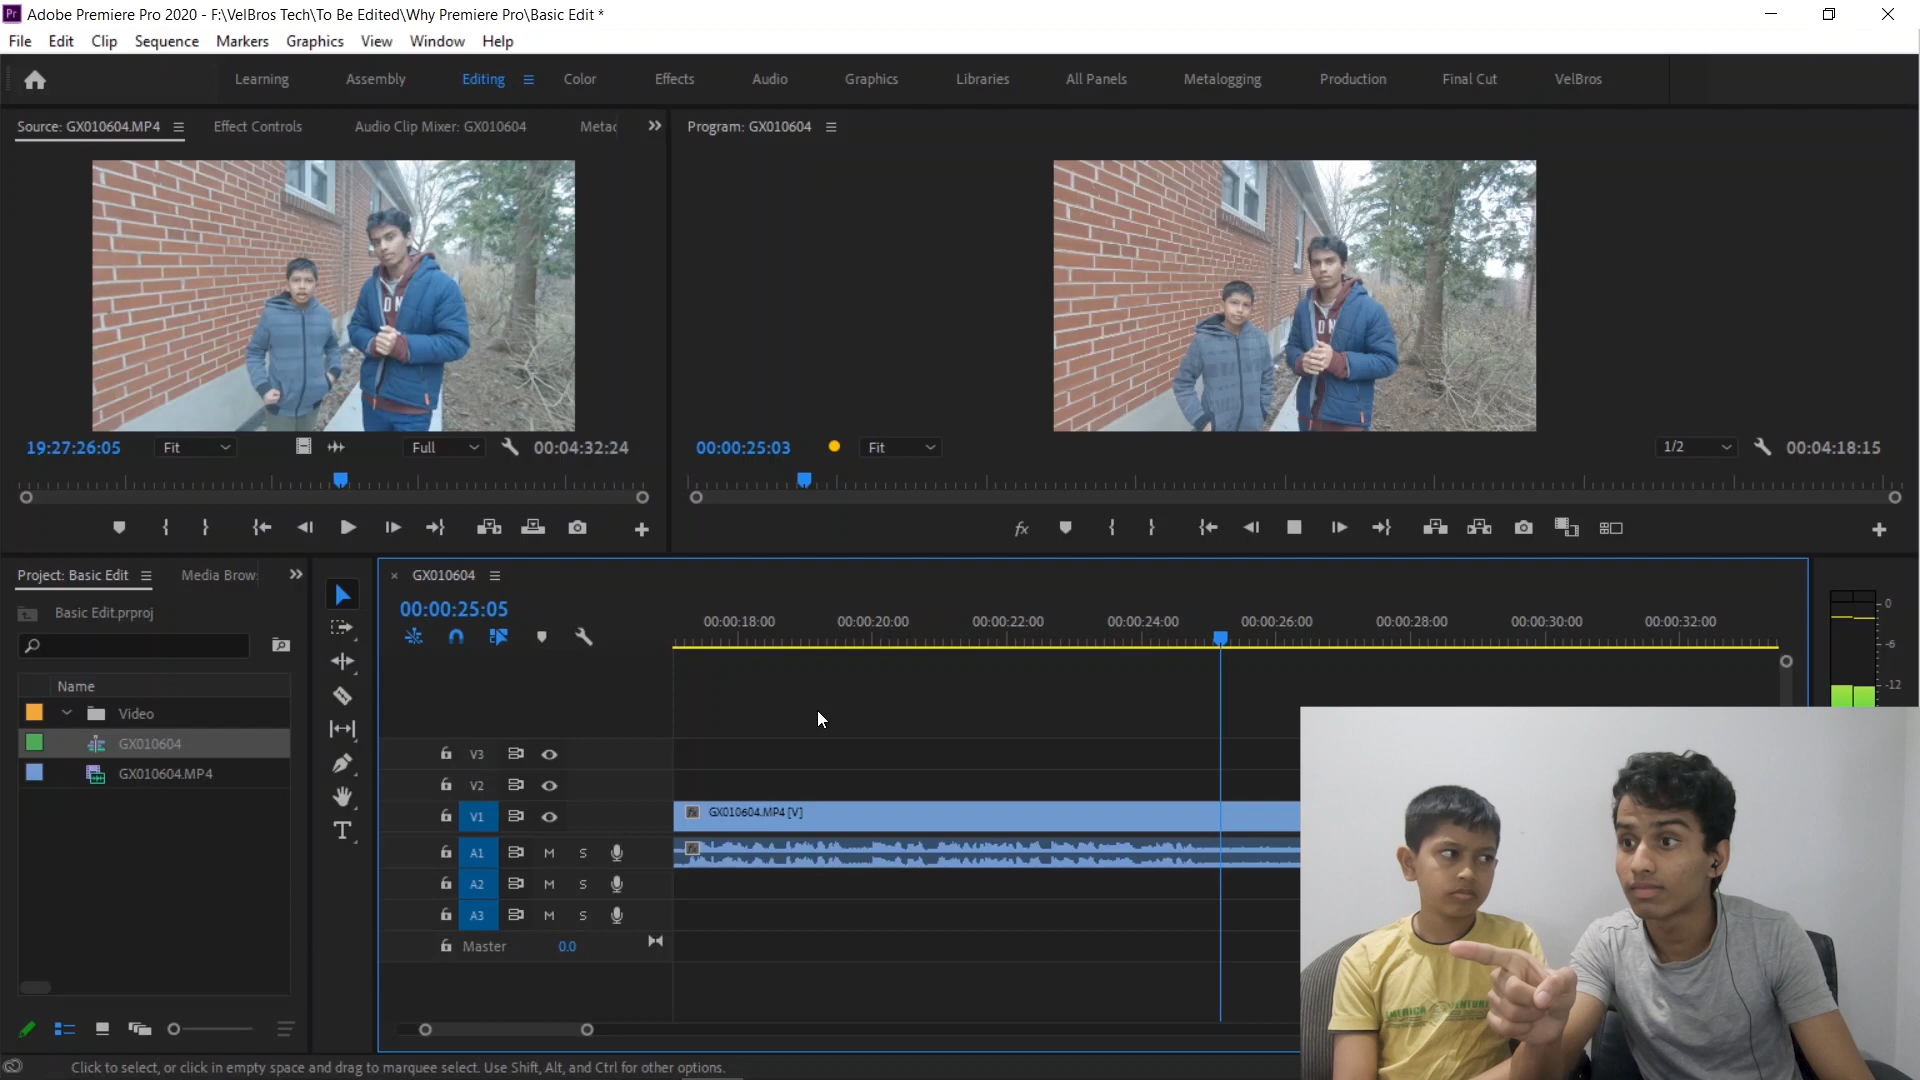 Pr Adobe Premiere Pro 2020 - F:\VelBros Tech\To Be Edited\Why Premiere Pro\Basic Edit *
File Edit Clip Sequence Markers Graphics View Window Help
Learning Assembly Editing Color Effects Audio Graphics Libraries All Panels Metalogging Production Final Cut VelBros
Source: GX010604.MP4 Effect Controls Audio Clip Mixer: GX010604 Metac
Program: GX010604
19:27:26:05 Fit Full 00:04:32:24
00:00:25:03 Fit 1/2 00:04:18:15
fx
Project: Basic Edit Media Brow
Basic Edit.prproj
Name
Video
GX010604
GX010604.MP4
T
GX010604
00:00:25:05
00:00:18:00 00:00:20:00 00:00:22:00 00:00:24:00 00:00:26:00 00:00:28:00 00:00:30:00 00:00:32:00
V3
V2
V1 fx GX010604.MP4 [V]
A1 M S fx
A2 M S
A3 M S
Master 0.0
0
-6
-12
AMERICA VENTURE
Click to select, or click in empty space and drag to marquee select. Use Shift, Alt, and Ctrl for other options.